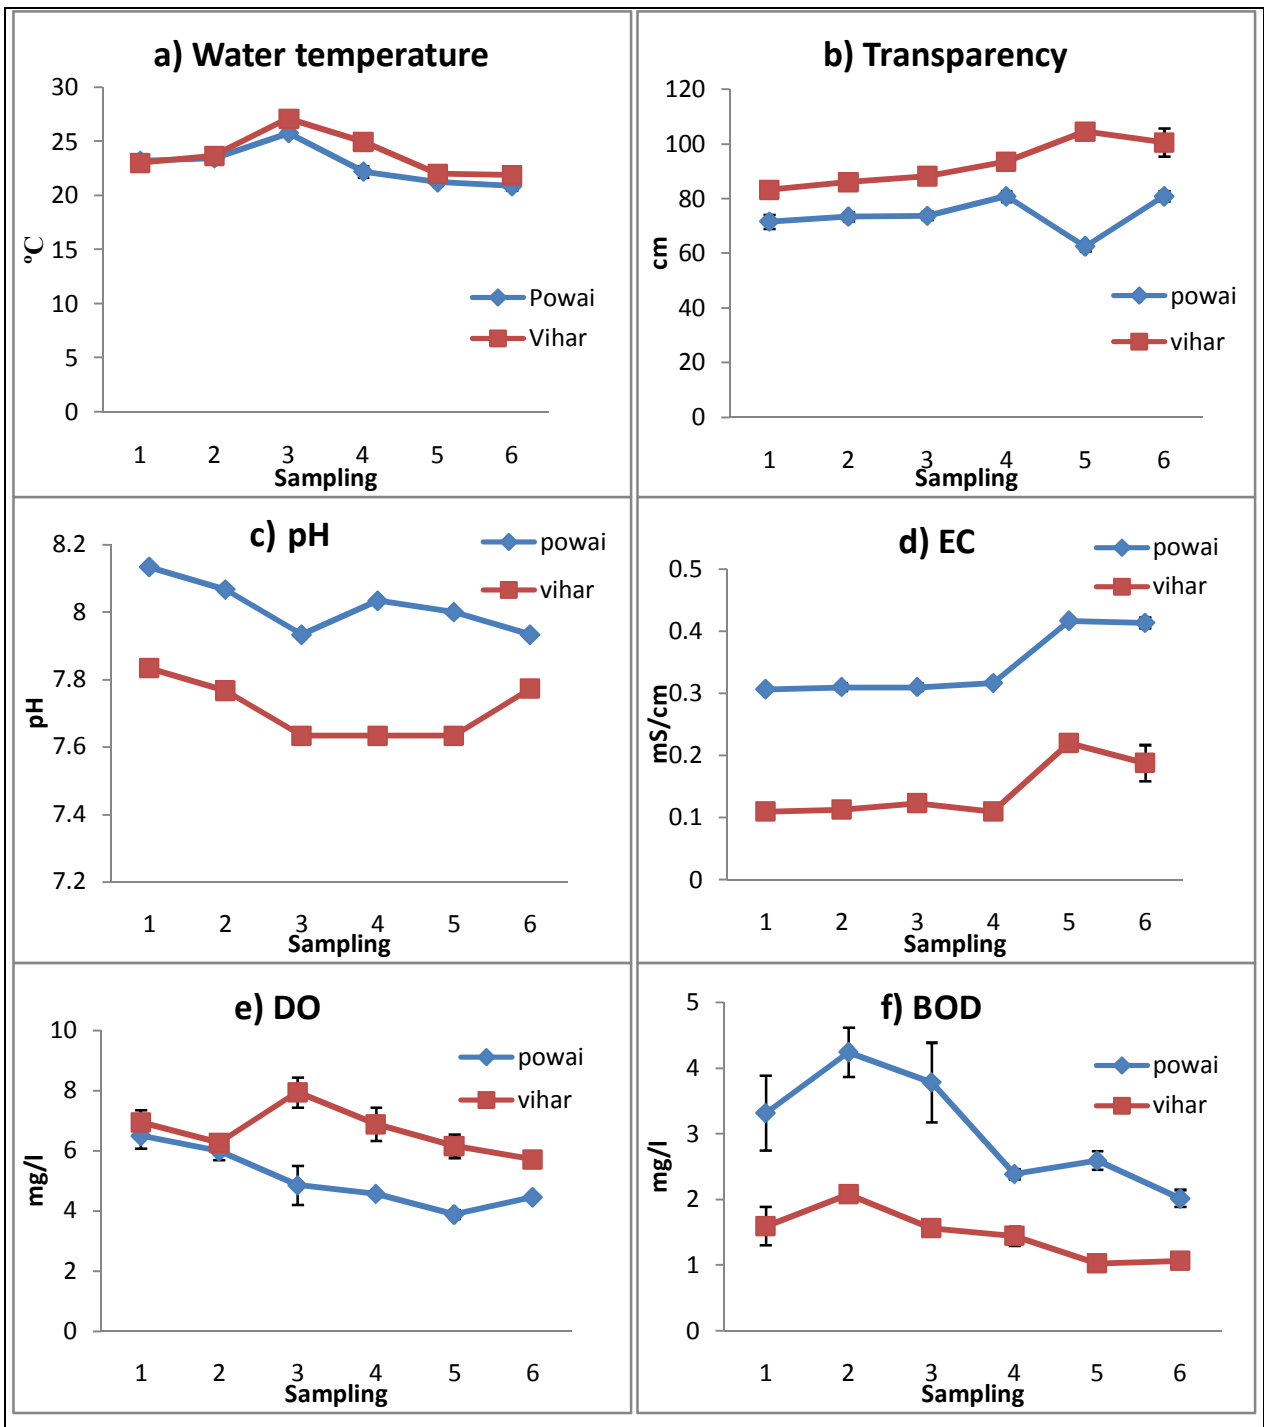 a) Water temperature
30
25
20
15
10
5
0
°C
Powai
Vihar
1 2 3 4 5 6
Sampling
b) Transparency
120
100
80
60
40
20
0
cm
powai
vihar
1 2 3 4 5 6
Sampling
c) pH
8.2
8
7.8
7.6
7.4
7.2
pH
powai
vihar
1 2 3 4 5 6
Sampling
d) EC
0.5
0.4
0.3
0.2
0.1
0
mS/cm
powai
vihar
1 2 3 4 5 6
Sampling
e) DO
10
8
6
4
2
0
mg/l
powai
vihar
1 2 3 4 5 6
Sampling
f) BOD
5
4
3
2
1
0
mg/l
powai
vihar
1 2 3 4 5 6
Sampling